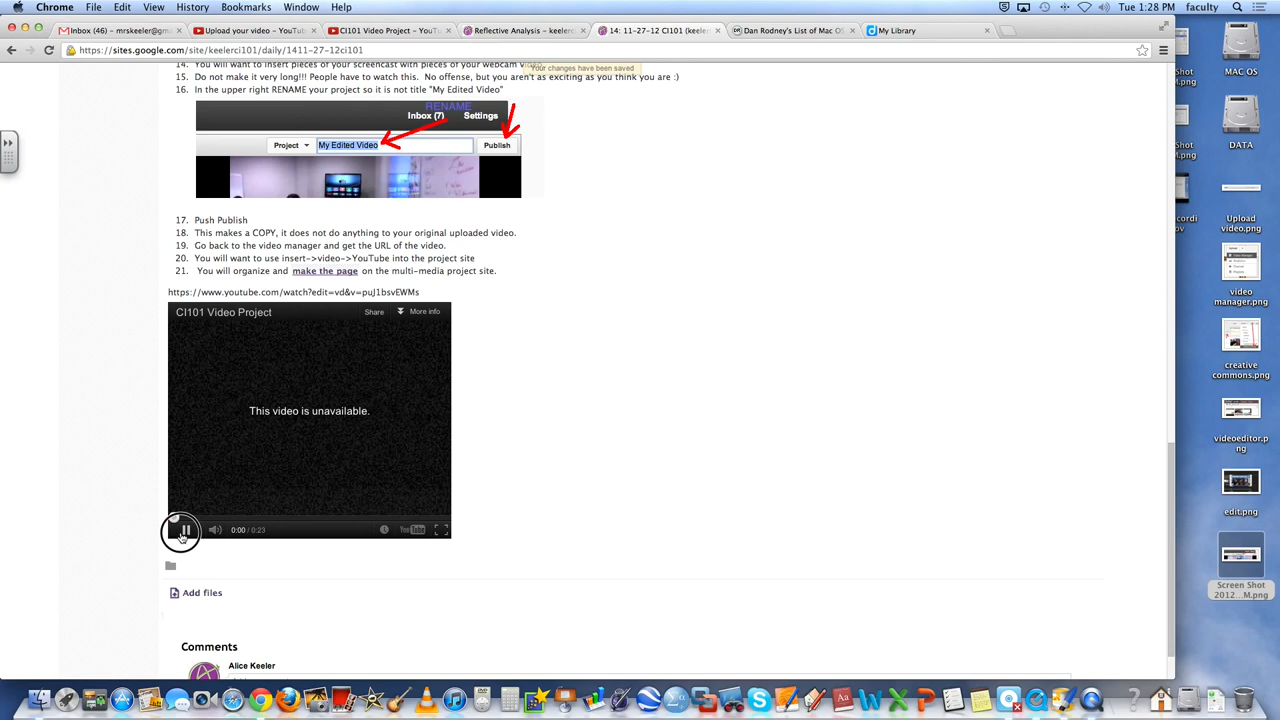 Chrome File Edit View History Bookmarks Window Help Tue 1:28 PM faculty
Inbox (46) – mrskeeler@gm
Upload your video – YouTu
CI101 Video Project – YouTu
Reflective Analysis – keelerc
14: 11-27-12 CI101 (keele
Dan Rodney's List of Mac OS
My Library
https://sites.google.com/site/keelerci101/daily/1411-27-12ci101
Your changes have been saved
14. You will want to insert pieces of your screencast with pieces of your webcam video
15. Do not make it very long!!! People have to watch this. No offense, but you aren't as exciting as you think you are :)
16. In the upper right RENAME your project so it is not title "My Edited Video"
RENAME
Inbox (7) Settings
Project My Edited Video Publish
17. Push Publish
18. This makes a COPY, it does not do anything to your original uploaded video.
19. Go back to the video manager and get the URL of the video.
20. You will want to use insert->video->YouTube into the project site
21. You will organize and make the page on the multi-media project site.
https://www.youtube.com/watch?edit=vd&v=puJ1bsvEWMs
CI101 Video Project Share More info
This video is unavailable.
0:00 / 0:23 YouTube
Add files
Comments
Alice Keeler
MAC OS
Shot
M.png
DATA
Shot
M.png
Upload
video.png
cordi
ov
video
manager.png
creative
commons.png
videoeditor.p
ng
edit.png
Screen Shot
2012...M.png